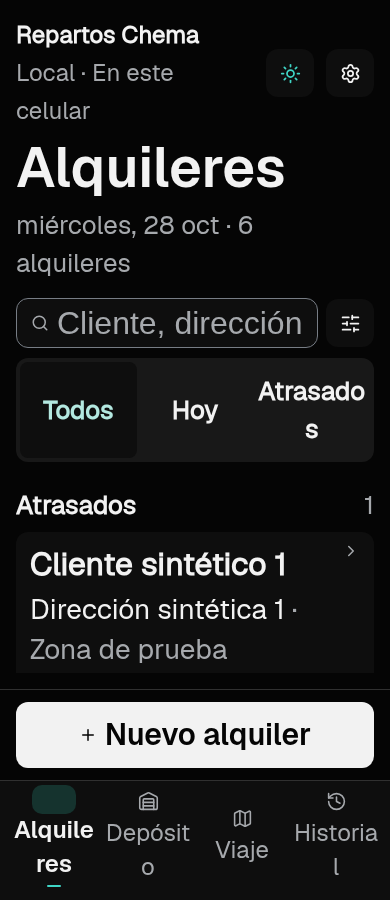 Repartos Chema
Local · En este
celular
Alquileres
miércoles, 28 oct · 6
alquileres
Cliente, dirección
Todos
Hoy
Atrasado
s
Atrasados
1
Cliente sintético 1
Dirección sintética 1 ·
Zona de prueba
+ Nuevo alquiler
Alquile
res
Depósit
o
Viaje
Historia
l